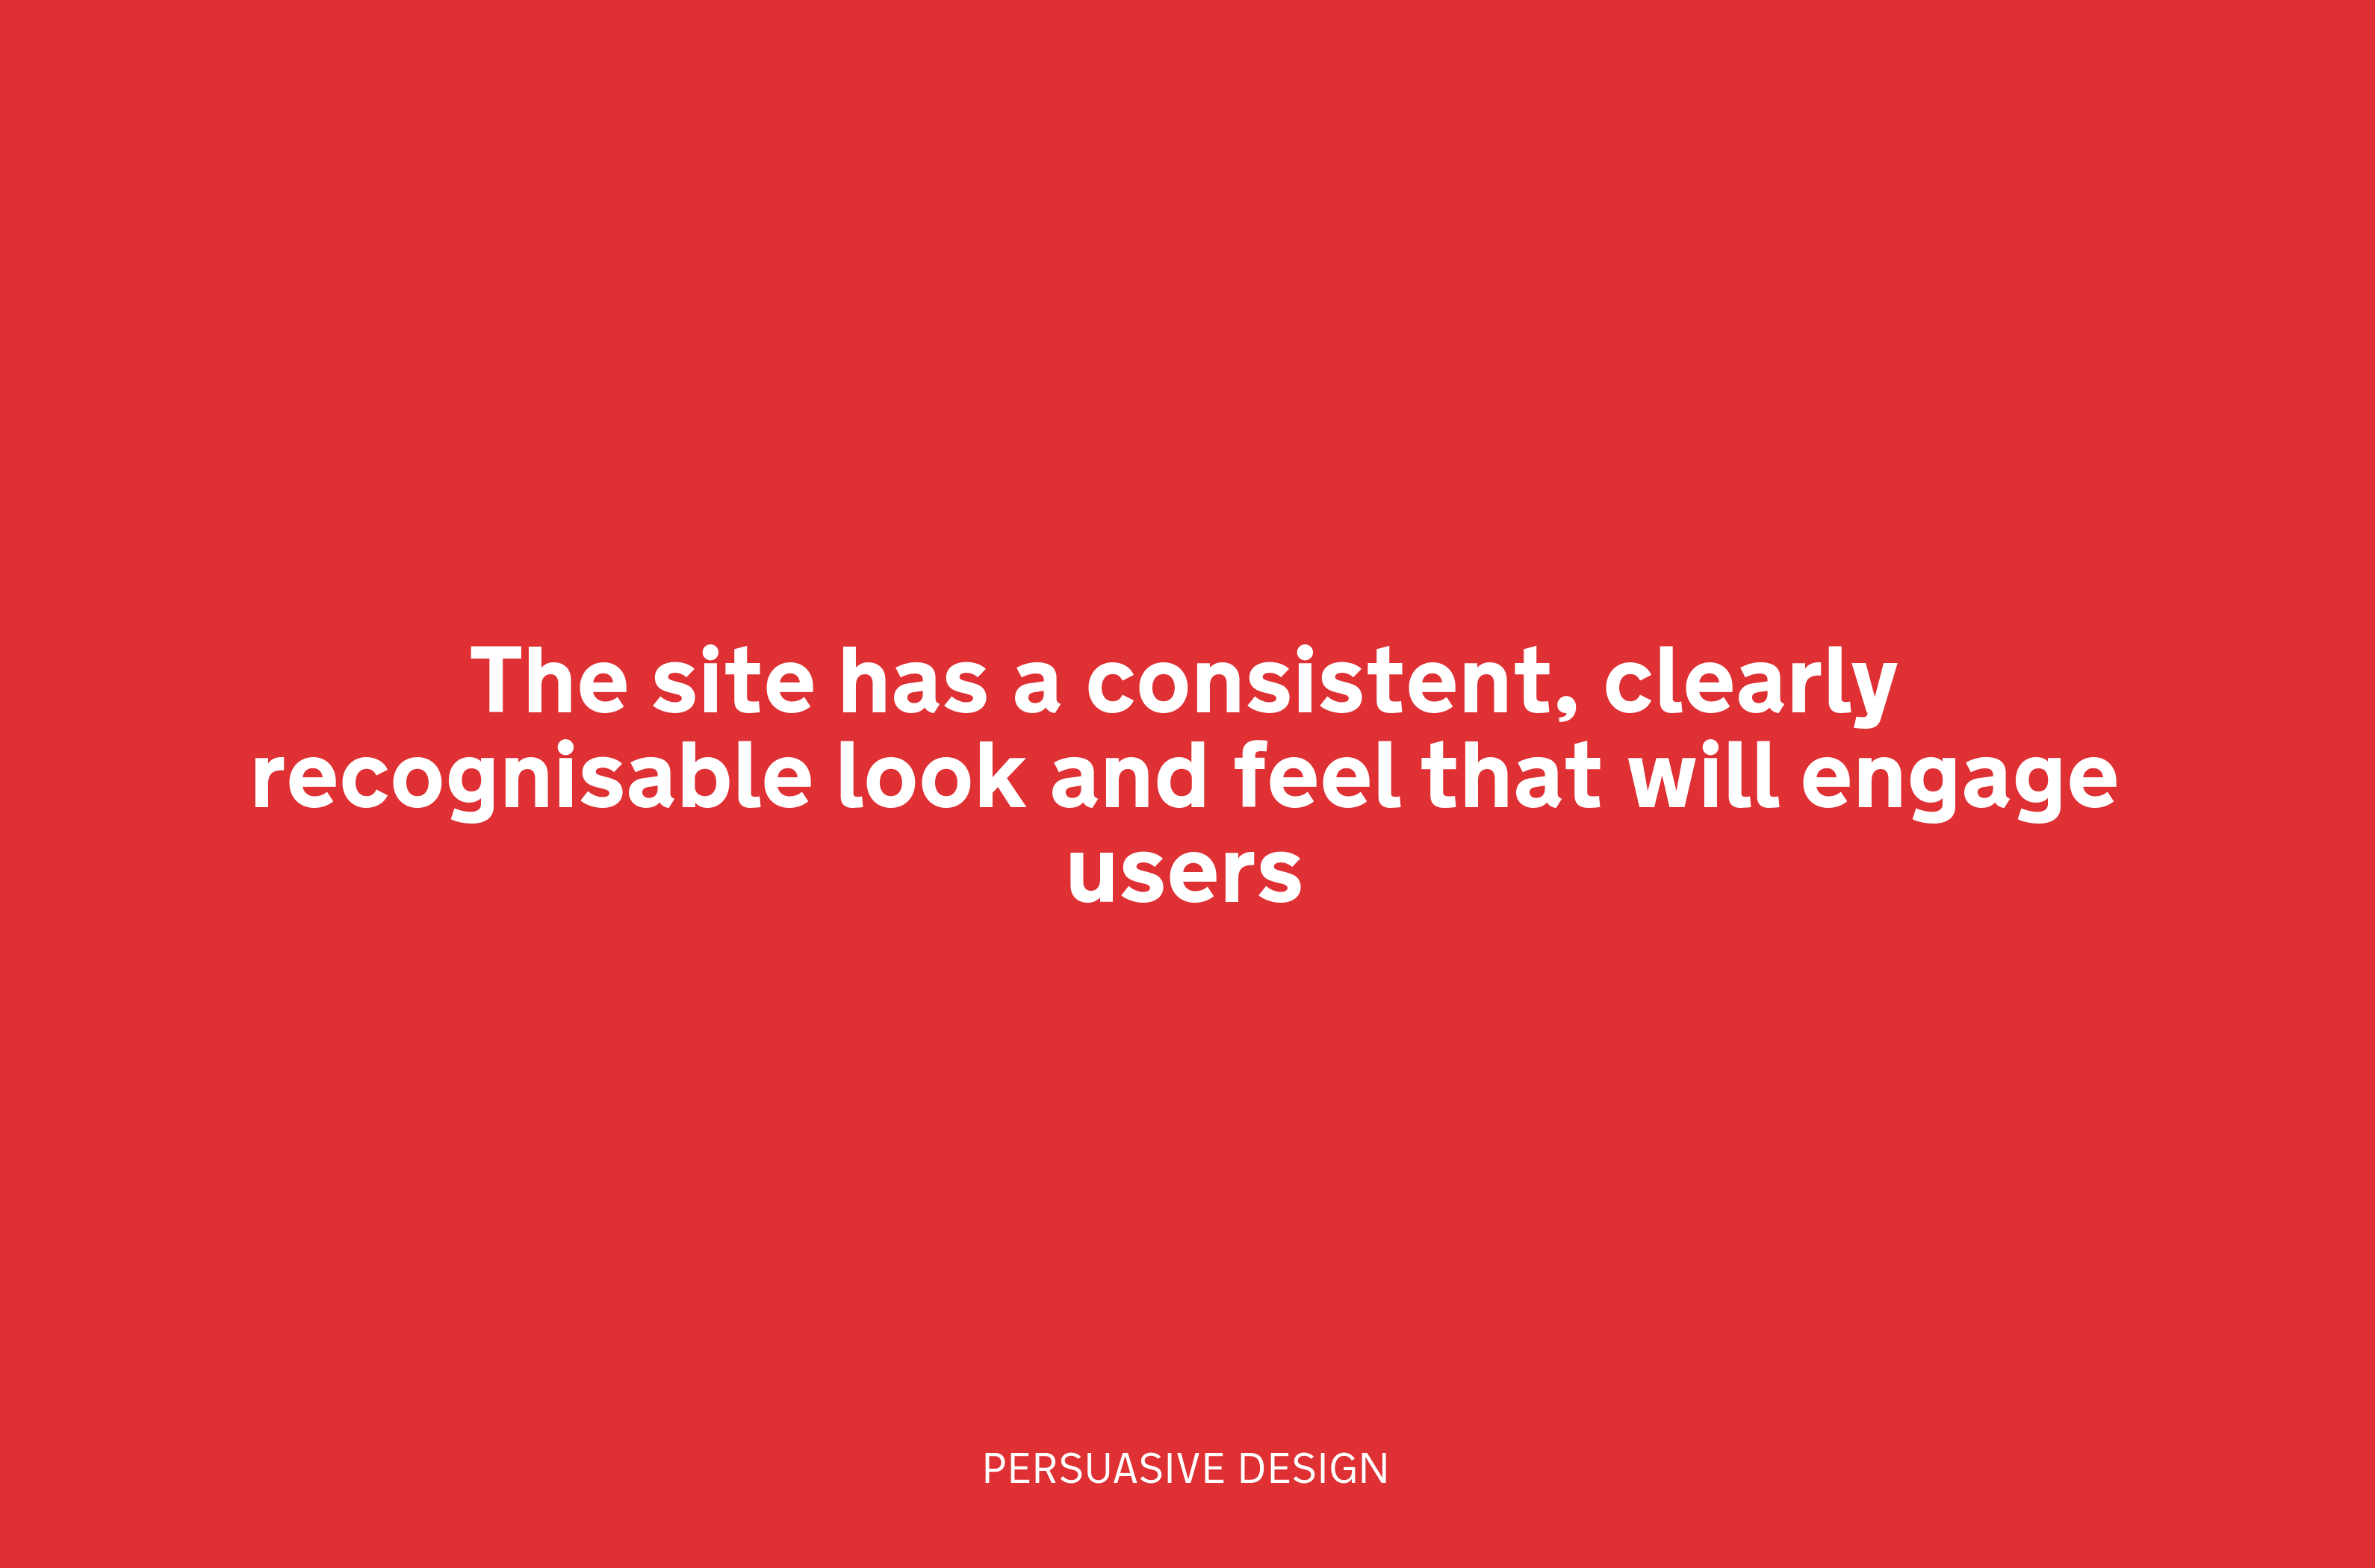 The site has a consistent, clearly
recognisable look and feel that will engage
users
PERSUASIVE DESIGN